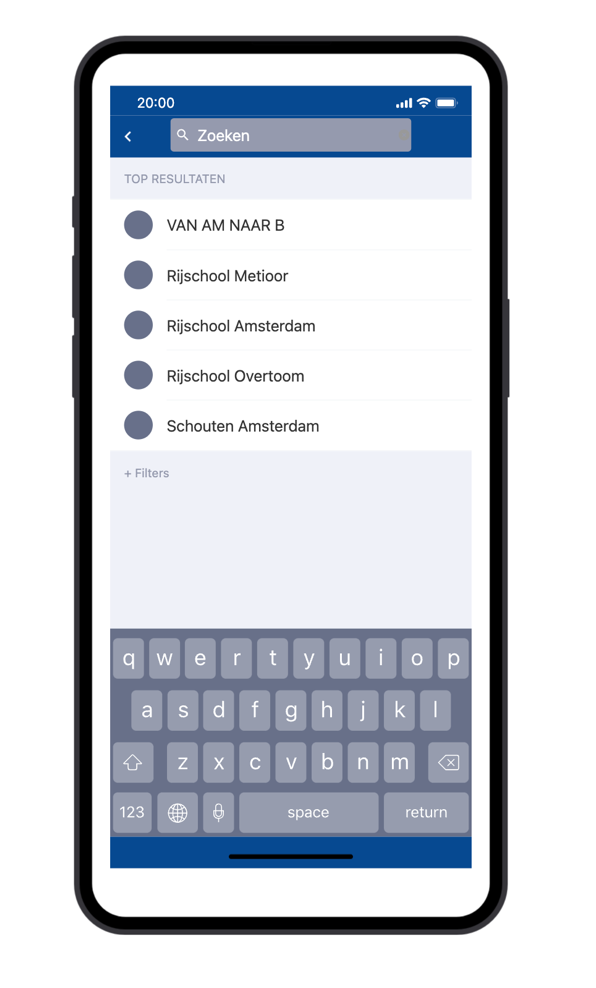 20:00
Zoeken
TOP RESULTATEN
VAN AM NAAR B
Rijschool Metioor
Rijschool Amsterdam
Rijschool Overtoom
Schouten Amsterdam
+ Filters
q w e r t y u i o p
a s d f g h j k l
z x c v b n m
123 space return